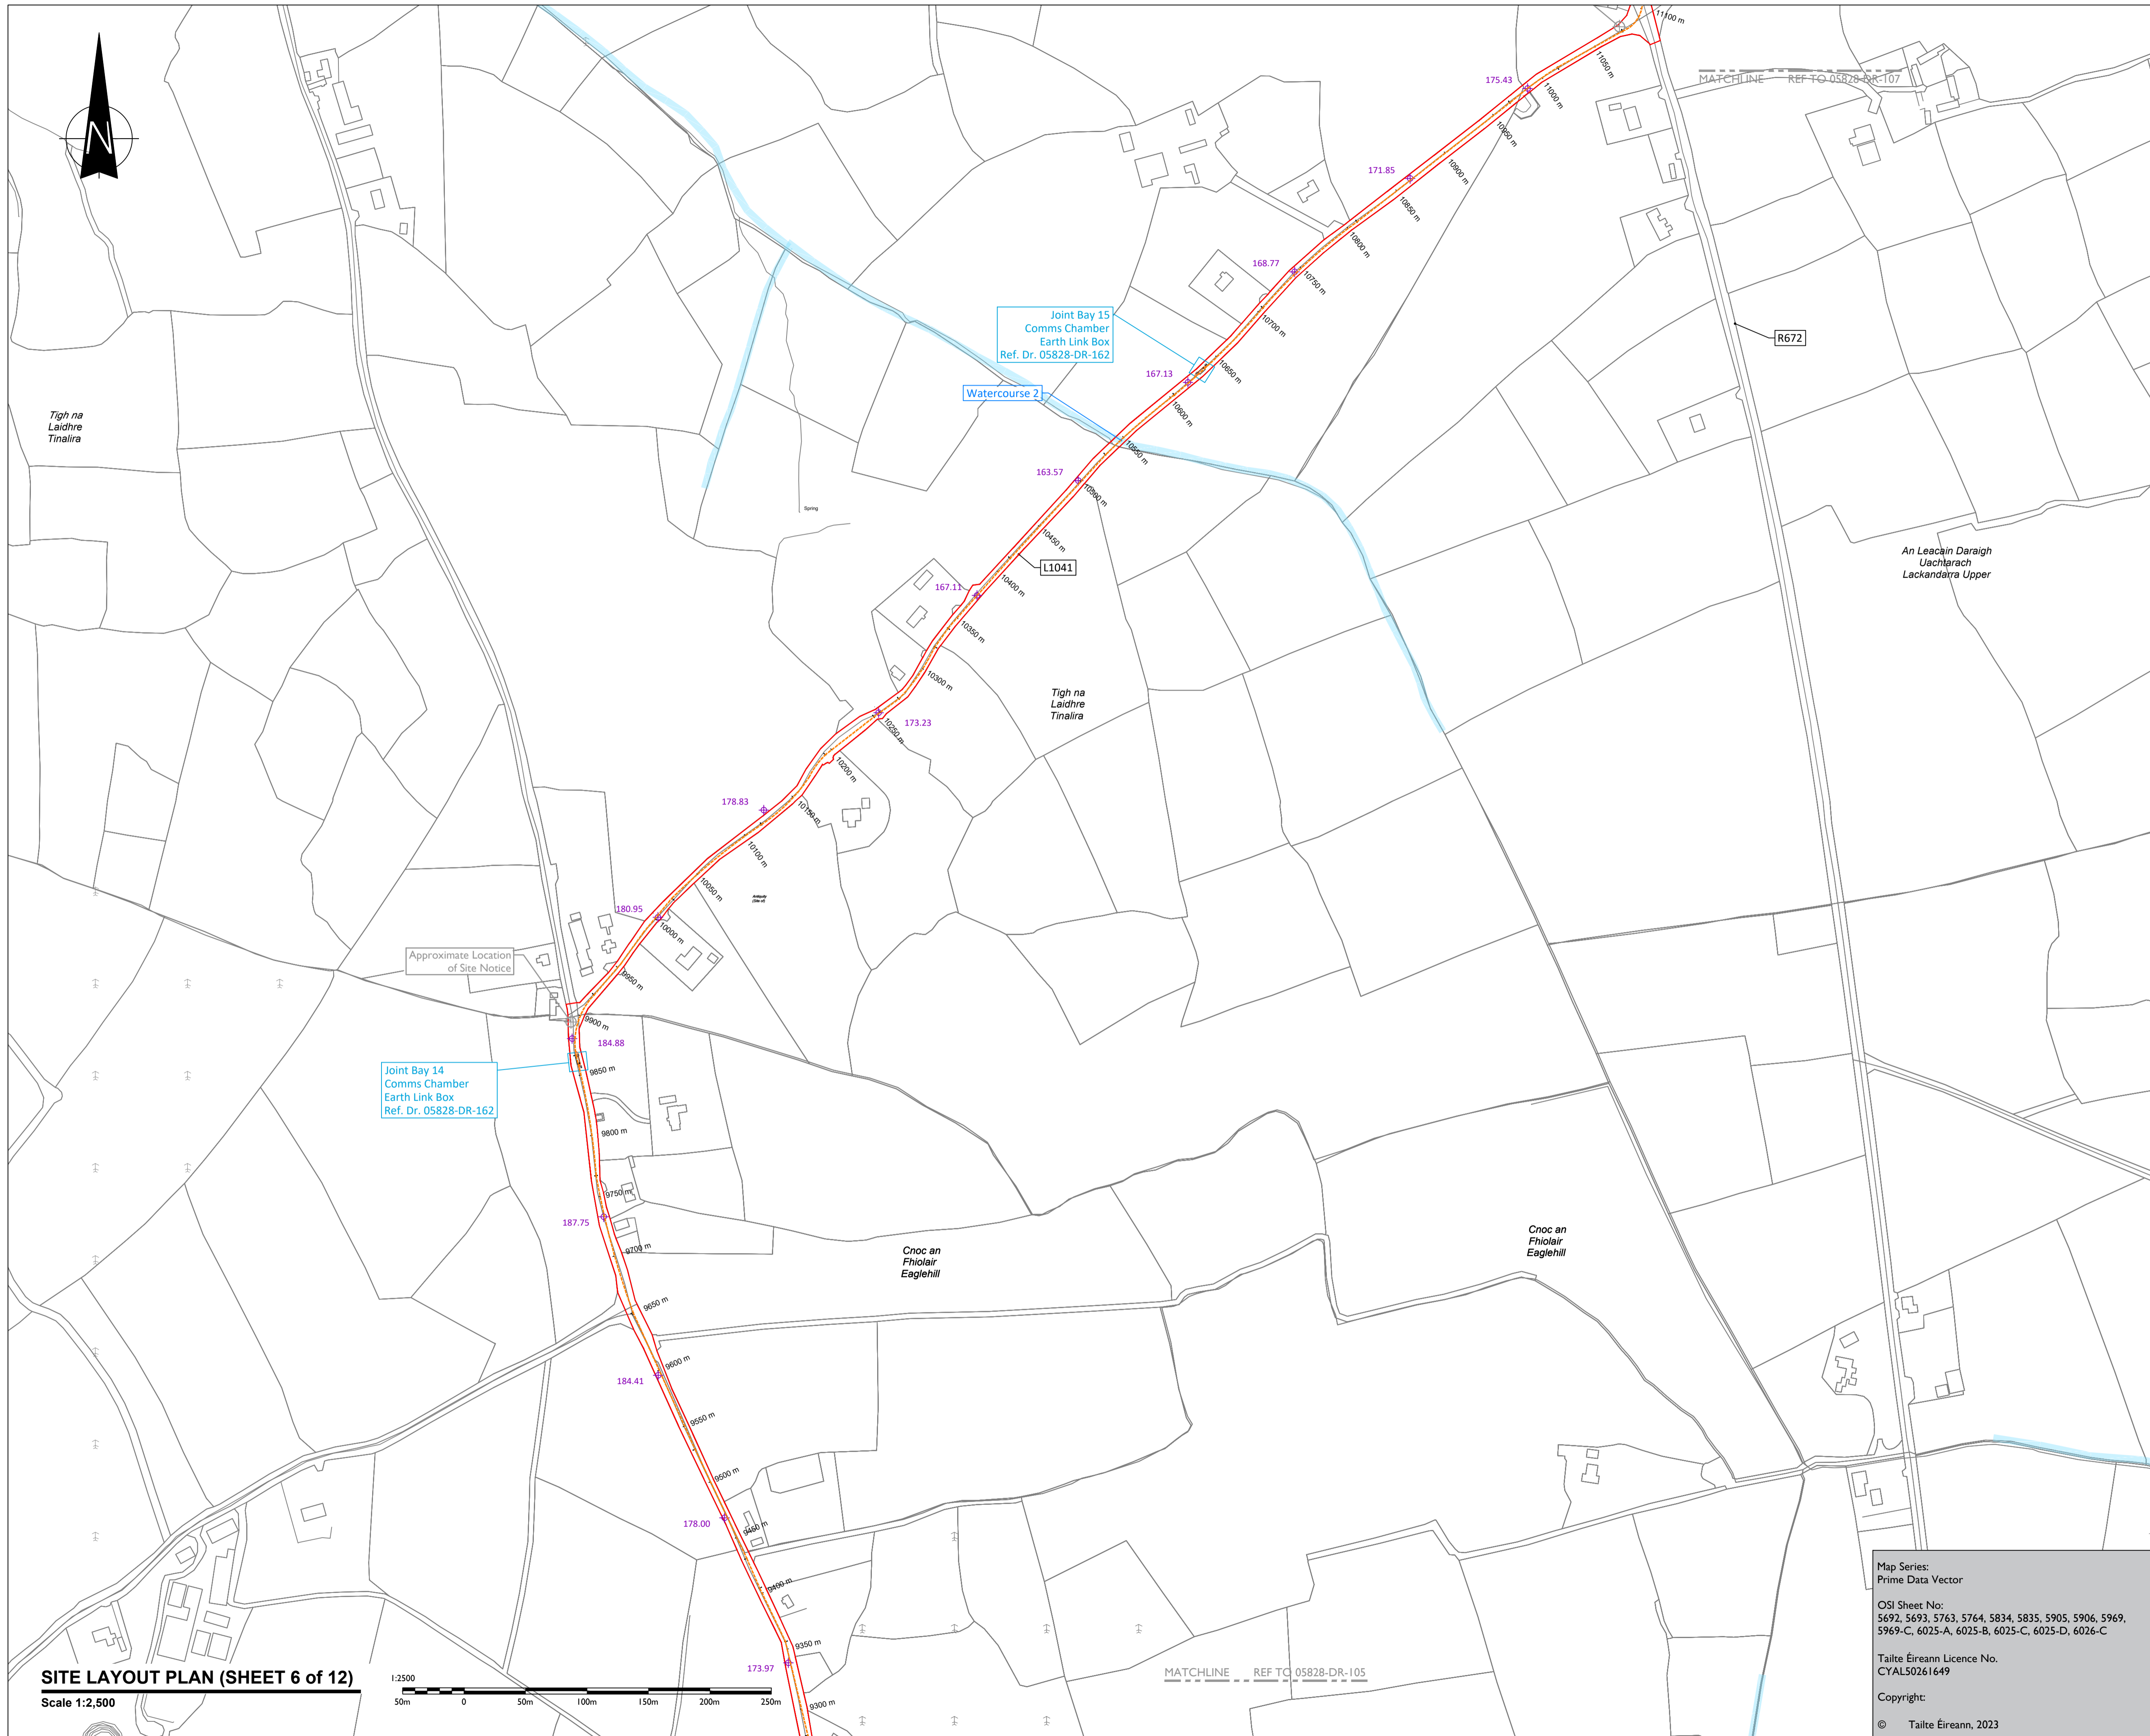 N
11100 m
11050 m
MATCHLINE REF TO 05828-DR-107
175.43
11000 m
10950 m
10900 m
171.85
10850 m
10800 m
168.77
10750 m
10700 m
Joint Bay 15
Comms Chamber
Earth Link Box
Ref. Dr. 05828-DR-162
R672
10650 m
167.13
Watercourse 2
10600 m
Tigh na
Laidhre
Tinalira
10550 m
163.57
10500 m
Spring
10450 m
L1041
An Leacain Daraigh
Uachtarach
Lackandarra Upper
167.11
10400 m
10350 m
10300 m
Tigh na
Laidhre
Tinalira
173.23
10250 m
10200 m
178.83
10150 m
10100 m
10050 m
Antiquity
(Site of)
180.95
10000 m
Approximate Location
of Site Notice
9950 m
9900 m
184.88
Joint Bay 14
Comms Chamber
Earth Link Box
Ref. Dr. 05828-DR-162
9850 m
9800 m
9750 m
187.75
9700 m
Cnoc an
Fhiolair
Eaglehill
Cnoc an
Fhiolair
Eaglehill
9650 m
9600 m
184.41
9550 m
9500 m
178.00
9450 m
9400 m
9350 m
173.97
9300 m
MATCHLINE REF TO 05828-DR-105
SITE LAYOUT PLAN (SHEET 6 of 12)
Scale 1:2,500
1:2500
50m 0 50m 100m 150m 200m 250m
Map Series:
Prime Data Vector
OSI Sheet No:
5692, 5693, 5763, 5764, 5834, 5835, 5905, 5906, 5969,
5969-C, 6025-A, 6025-B, 6025-C, 6025-D, 6026-C
Tailte Éireann Licence No.
CYAL50261649
Copyright:
© Tailte Éireann, 2023